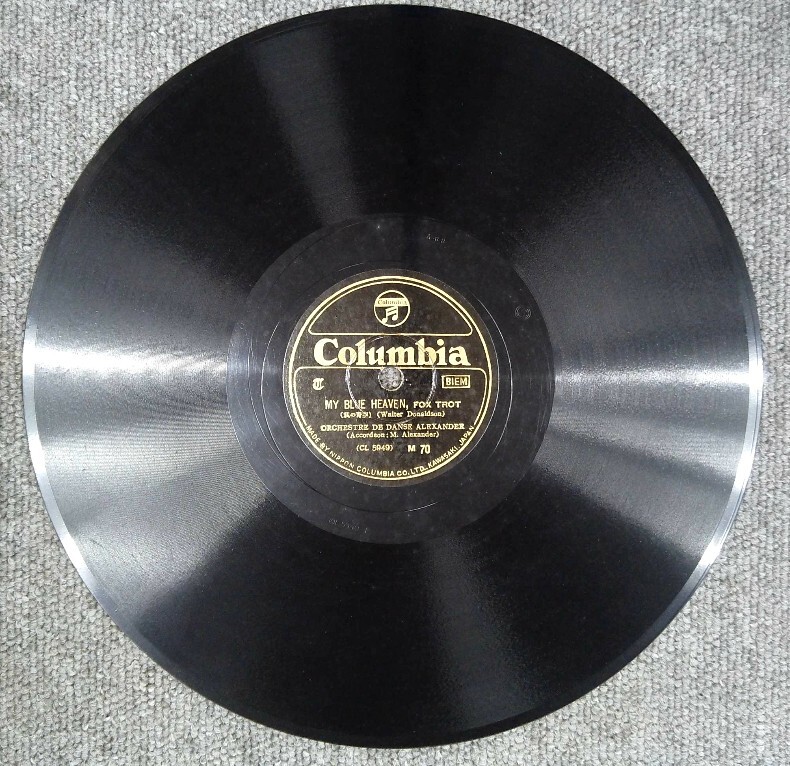 Columbia
Columbia
BIEM
MY BLUE HEAVEN, FOX TROT
(私の青空) (Walter Donaldson)
ORCHESTRE DE DANSE ALEXANDER
(Accordeon: M. Alexander)
(CL 5949) M 70
MADE BY NIPPON COLUMBIA CO., LTD. KAWASAKI, JAPAN